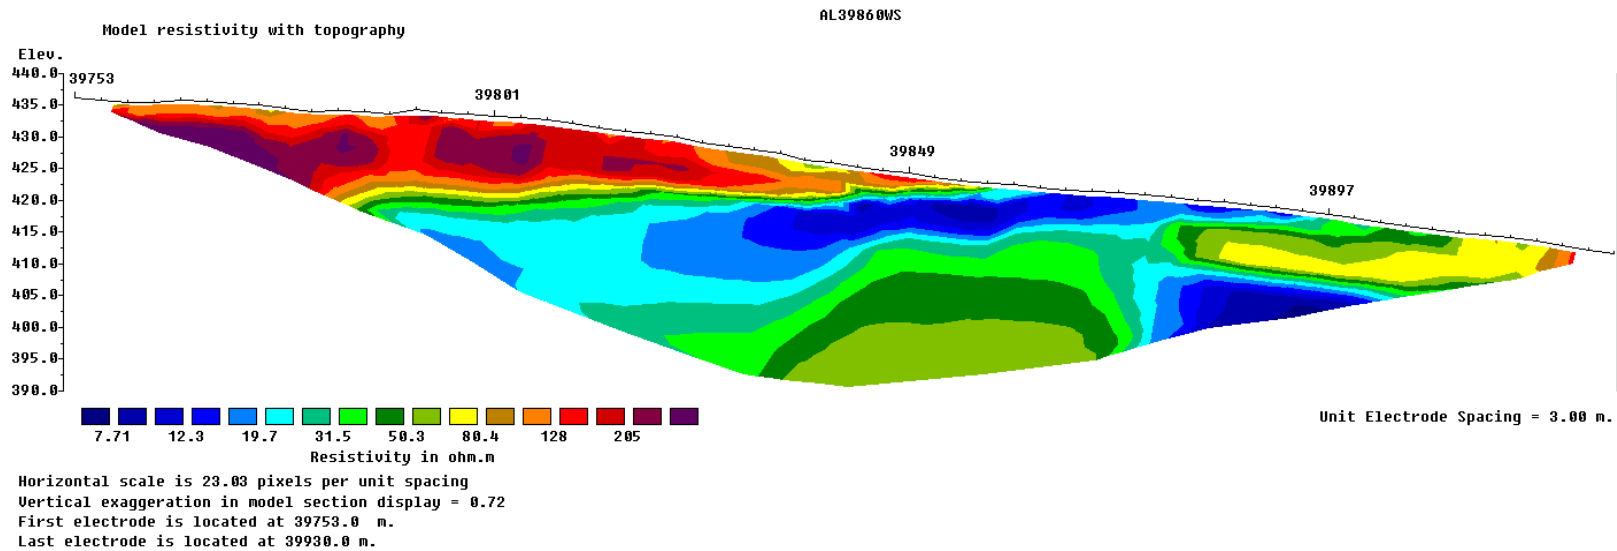 AL39860WS
Model resistivity with topography
Elev.
440.0
39753
435.0
39801
430.0
425.0
39849
420.0
39897
415.0
410.0
405.0
400.0
395.0
390.0
7.71 12.3 19.7 31.5 50.3 80.4 128 205
Unit Electrode Spacing = 3.00 m.
Resistivity in ohm.m
Horizontal scale is 23.03 pixels per unit spacing
Vertical exaggeration in model section display = 0.72
First electrode is located at 39753.0 m.
Last electrode is located at 39930.0 m.